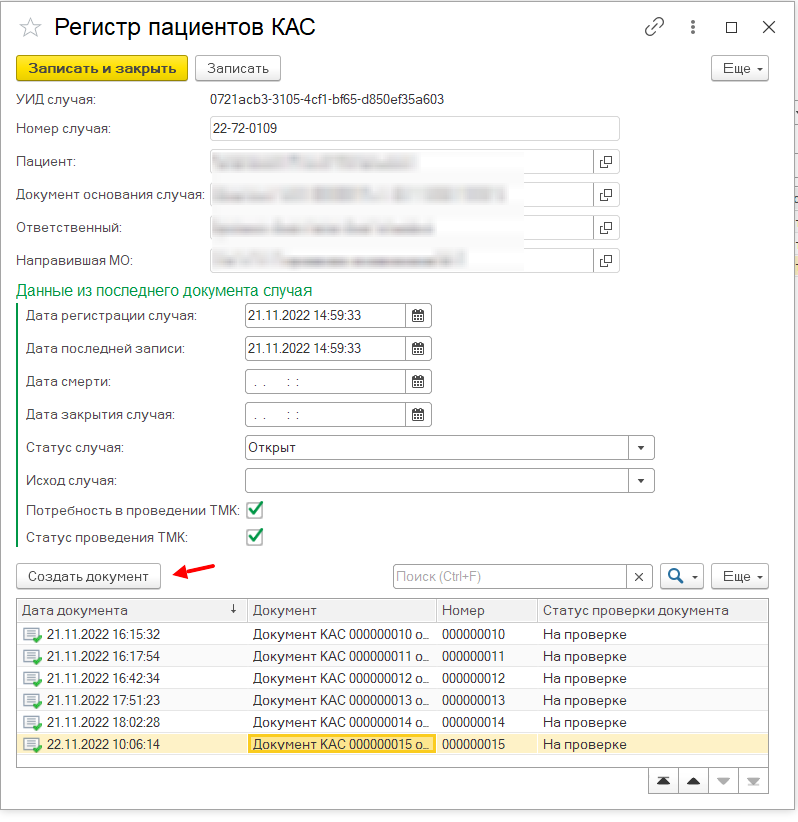 Регистр пациентов КАС
Записать и закрыть Записать Еще
УИД случая: 0721acb3-3105-4cf1-bf65-d850ef35a603
Номер случая: 22-72-0109
Пациент:
Документ основания случая:
Ответственный:
Направившая МО:
Данные из последнего документа случая
Дата регистрации случая: 21.11.2022 14:59:33
Дата последней записи: 21.11.2022 14:59:33
Дата смерти: . . : :
Дата закрытия случая: . . : :
Статус случая: Открыт
Исход случая:
Потребность в проведении ТМК:
Статус проведения ТМК:
Создать документ Поиск (Ctrl+F) × Еще
Дата документа ↓ Документ Номер Статус проверки документа
21.11.2022 16:15:32 Документ КАС 000000010 о... 000000010 На проверке
21.11.2022 16:17:54 Документ КАС 000000011 о... 000000011 На проверке
21.11.2022 16:42:34 Документ КАС 000000012 о... 000000012 На проверке
21.11.2022 17:51:23 Документ КАС 000000013 о... 000000013 На проверке
21.11.2022 18:02:28 Документ КАС 000000014 о... 000000014 На проверке
22.11.2022 10:06:14 Документ КАС 000000015 о... 000000015 На проверке